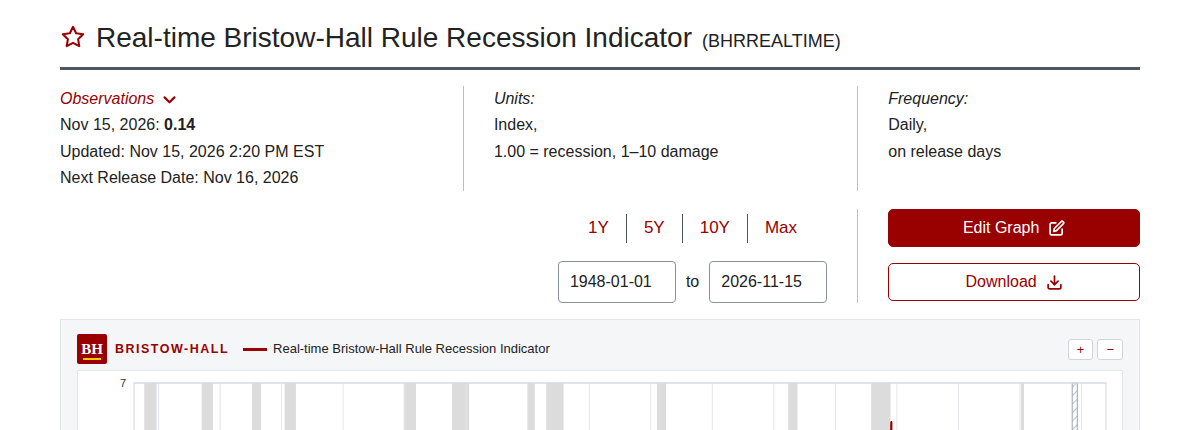 Real-time Bristow-Hall Rule Recession Indicator (BHRREALTIME)
Observations
Nov 15, 2026: 0.14
Updated: Nov 15, 2026 2:20 PM EST
Next Release Date: Nov 16, 2026
Units:
Index,
1.00 = recession, 1–10 damage
Frequency:
Daily,
on release days
1Y
5Y
10Y
Max
1948-01-01 to 2026-11-15
Edit Graph
Download
BH BRISTOW-HALL Real-time Bristow-Hall Rule Recession Indicator
+ −
7